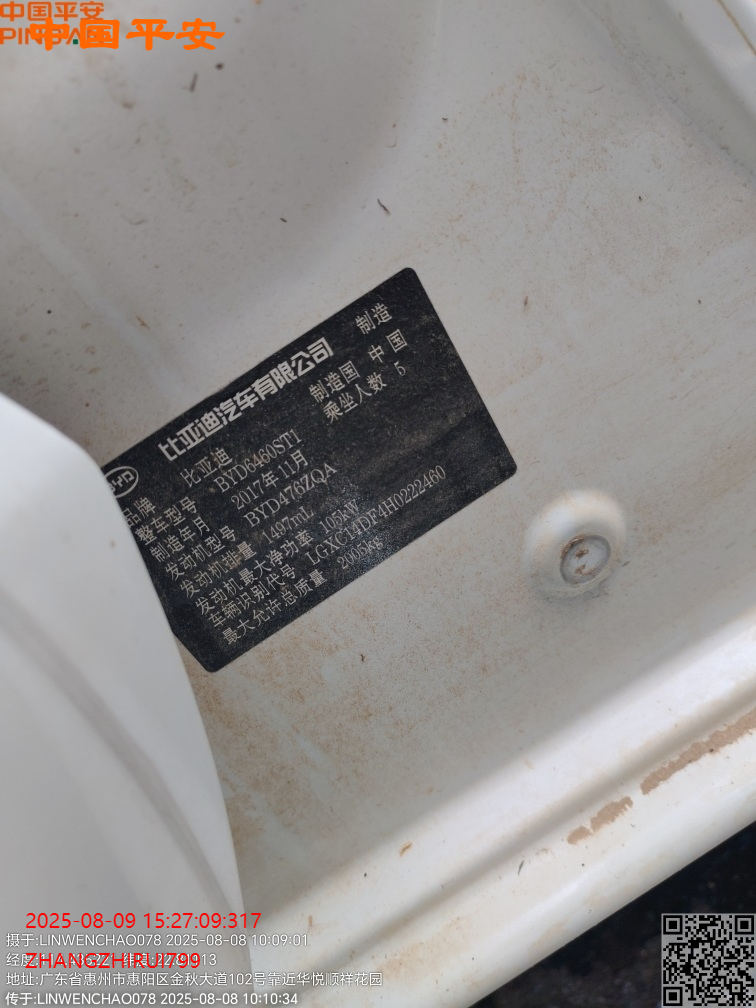 中国平安
PINGAN
中国平安
BYD
比亚迪汽车有限公司 制造
品牌 比亚迪 制造国 中国
整车型号 BYD6460ST1 乘坐人数 5
制造年月 2017年11月
发动机型号 BYD476ZQA
发动机排量 1497mL
发动机最大净功率 105kW
车辆识别代号 LGXC14DF4H0222460
最大允许总质量 2005kg
2025-08-09 15:27:09:317
摄于:LINWENCHAO078 2025-08-08 10:09:01
ZHANGZHIRUI799
地址:广东省惠州市惠阳区金秋大道102号靠近华悦顺祥花园
传于:LINWENCHAO078 2025-08-08 10:10:34